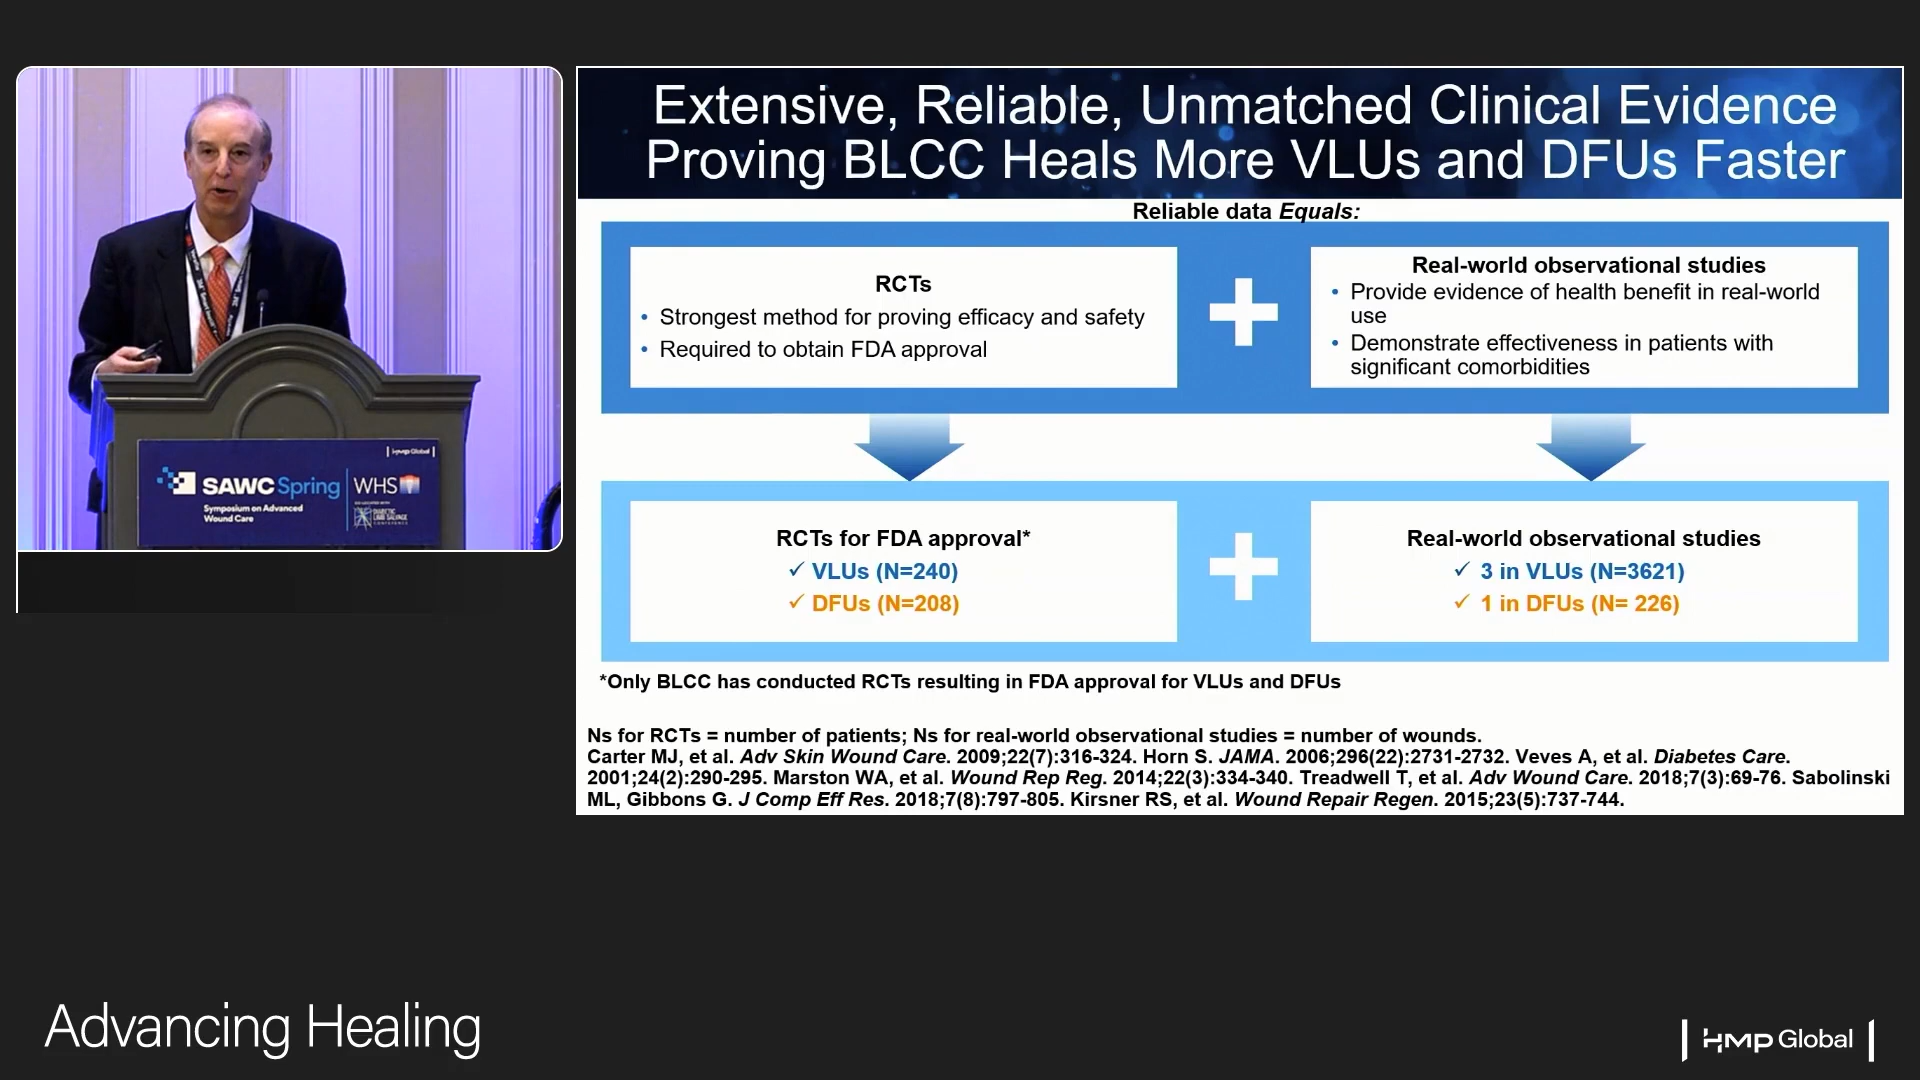 Extensive, Reliable, Unmatched Clinical Evidence
Proving BLCC Heals More VLUs and DFUs Faster
Reliable data Equals:
RCTs
• Strongest method for proving efficacy and safety
• Required to obtain FDA approval
Real-world observational studies
• Provide evidence of health benefit in real-world
use
• Demonstrate effectiveness in patients with
significant comorbidities
RCTs for FDA approval*
✓ VLUs (N=240)
✓ DFUs (N=208)
Real-world observational studies
✓ 3 in VLUs (N=3621)
✓ 1 in DFUs (N= 226)
*Only BLCC has conducted RCTs resulting in FDA approval for VLUs and DFUs
Ns for RCTs = number of patients; Ns for real-world observational studies = number of wounds.
Carter MJ, et al. Adv Skin Wound Care. 2009;22(7):316-324. Horn S. JAMA. 2006;296(22):2731-2732. Veves A, et al. Diabetes Care.
2001;24(2):290-295. Marston WA, et al. Wound Rep Reg. 2014;22(3):334-340. Treadwell T, et al. Adv Wound Care. 2018;7(3):69-76. Sabolinski
ML, Gibbons G. J Comp Eff Res. 2018;7(8):797-805. Kirsner RS, et al. Wound Repair Regen. 2015;23(5):737-744.
HMP Global
SAWC Spring WHS
Symposium on Advanced
Wound Care
DIABETIC
LIMB SALVAGE
CONFERENCE
Advancing Healing
HMP Global